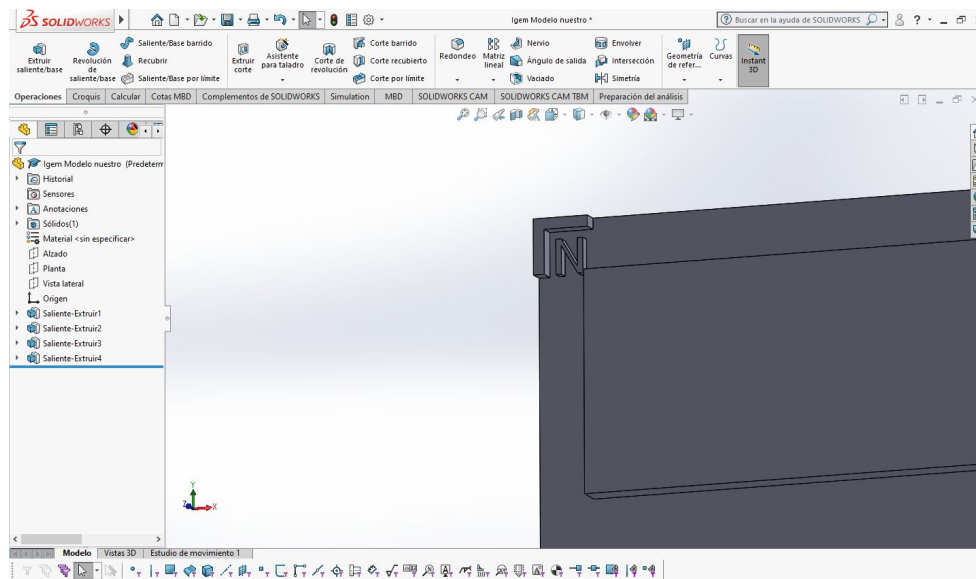 SOLIDWORKS
Igem Modelo nuestro *
Buscar en la ayuda de SOLIDWORKS
Extruir saliente/base
Revolución de saliente/base
Saliente/Base barrido
Recubrir
Saliente/Base por límite
Extruir corte
Asistente para taladro
Corte de revolución
Corte barrido
Corte recubierto
Corte por límite
Redondeo
Matriz lineal
Nervio
Ángulo de salida
Vaciado
Envolver
Intersección
Simetría
Geometría de refer...
Curvas
Instant 3D
Operaciones
Croquis
Calcular
Cotas MBD
Complementos de SOLIDWORKS
Simulation
MBD
SOLIDWORKS CAM
SOLIDWORKS CAM TBM
Preparación del análisis
Igem Modelo nuestro (Predeterm
Historial
Sensores
Anotaciones
Sólidos(1)
Material <sin especificar>
Alzado
Planta
Vista lateral
Origen
Saliente-Extruir1
Saliente-Extruir2
Saliente-Extruir3
Saliente-Extruir4
N
Y
Z
X
Modelo
Vistas 3D
Estudio de movimiento 1